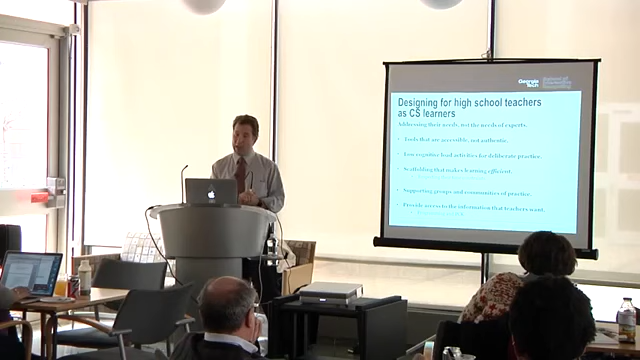 Georgia Tech
Designing for high school teachers
as CS learners
Addressing their needs, not the needs of experts.
• Tools that are accessible, not authentic.
• Low cognitive load activities for deliberate practice.
• Scaffolding that makes learning efficient.
• Supporting groups and communities of practice.
• Provide access to the information that teachers want.